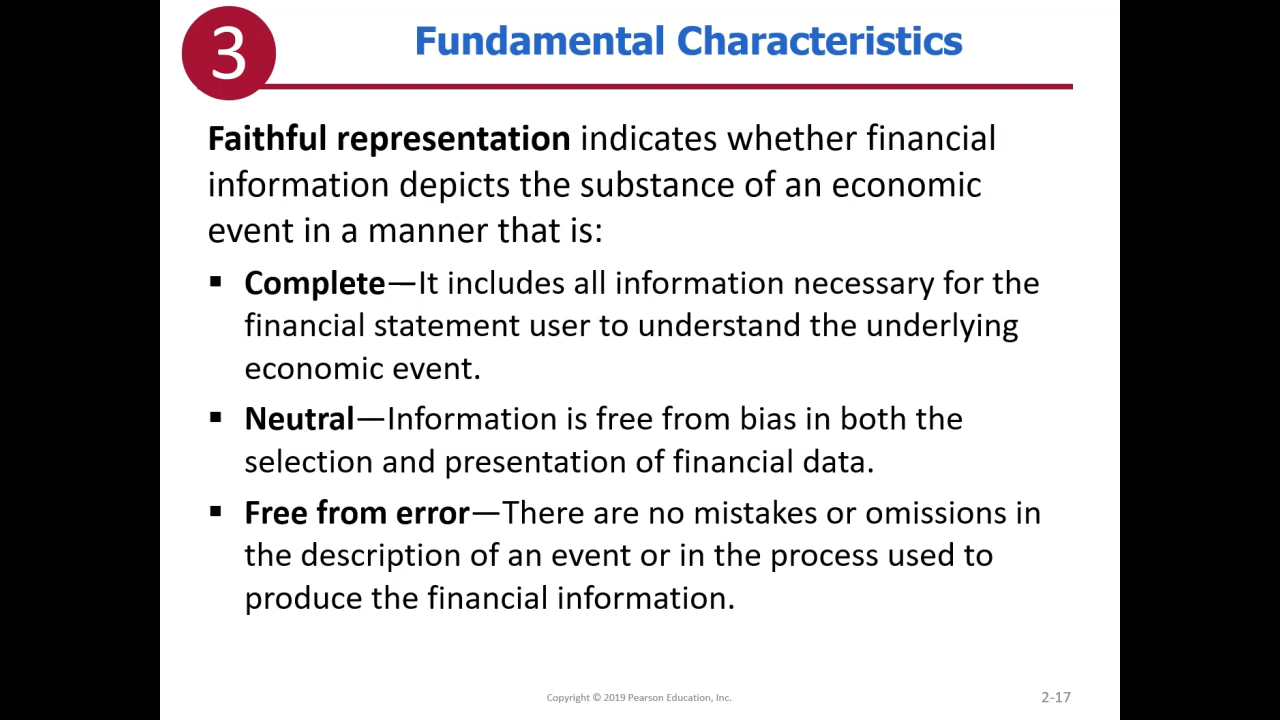 3
Fundamental Characteristics
Faithful representation indicates whether financial
information depicts the substance of an economic
event in a manner that is:
▪ Complete—It includes all information necessary for the
financial statement user to understand the underlying
economic event.
▪ Neutral—Information is free from bias in both the
selection and presentation of financial data.
▪ Free from error—There are no mistakes or omissions in
the description of an event or in the process used to
produce the financial information.
Copyright © 2019 Pearson Education, Inc.
2-17